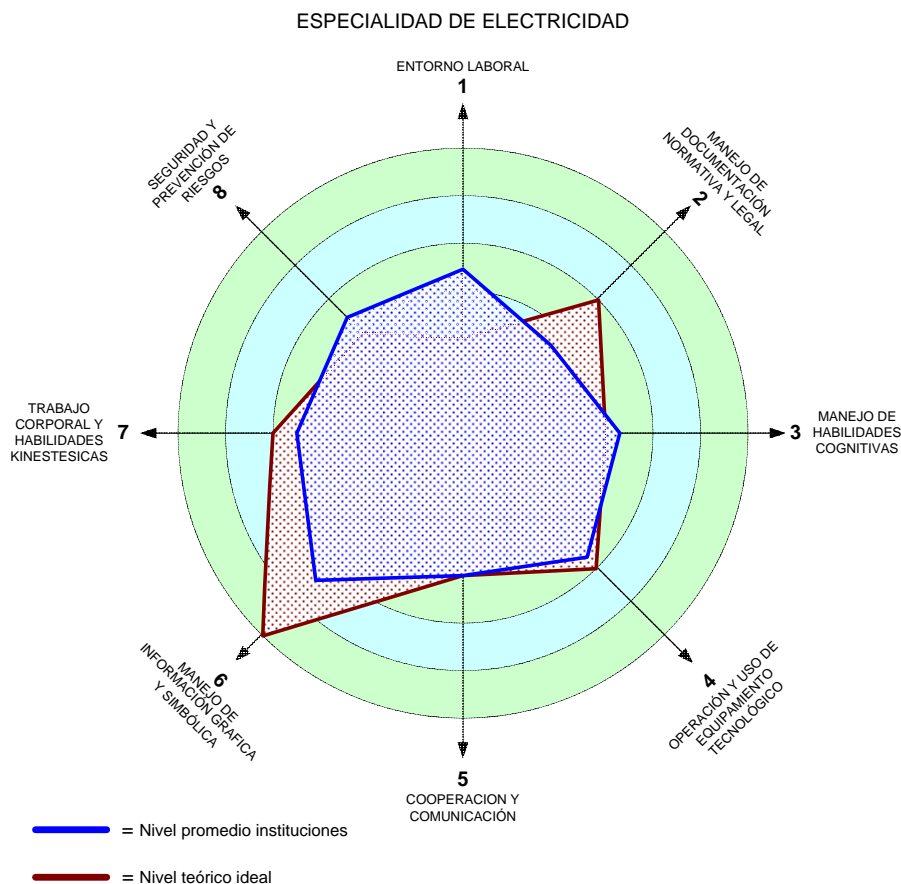 ESPECIALIDAD DE ELECTRICIDAD
ENTORNO LABORAL
1
MANEJO DE
DOCUMENTACIÓN
NORMATIVA Y LEGAL
2
SEGURIDAD Y
PREVENCIÓN DE
RIESGOS
8
TRABAJO
CORPORAL Y
HABILIDADES
KINESTESICAS
7
3
MANEJO DE
HABILIDADES
COGNITIVAS
6
MANEJO DE
INFORMACIÓN GRAFICA
Y SIMBÓLICA
4
OPERACIÓN Y USO DE
EQUIPAMIENTO
TECNOLÓGICO
5
COOPERACION Y
COMUNICACIÓN
= Nivel promedio instituciones
= Nivel teórico ideal